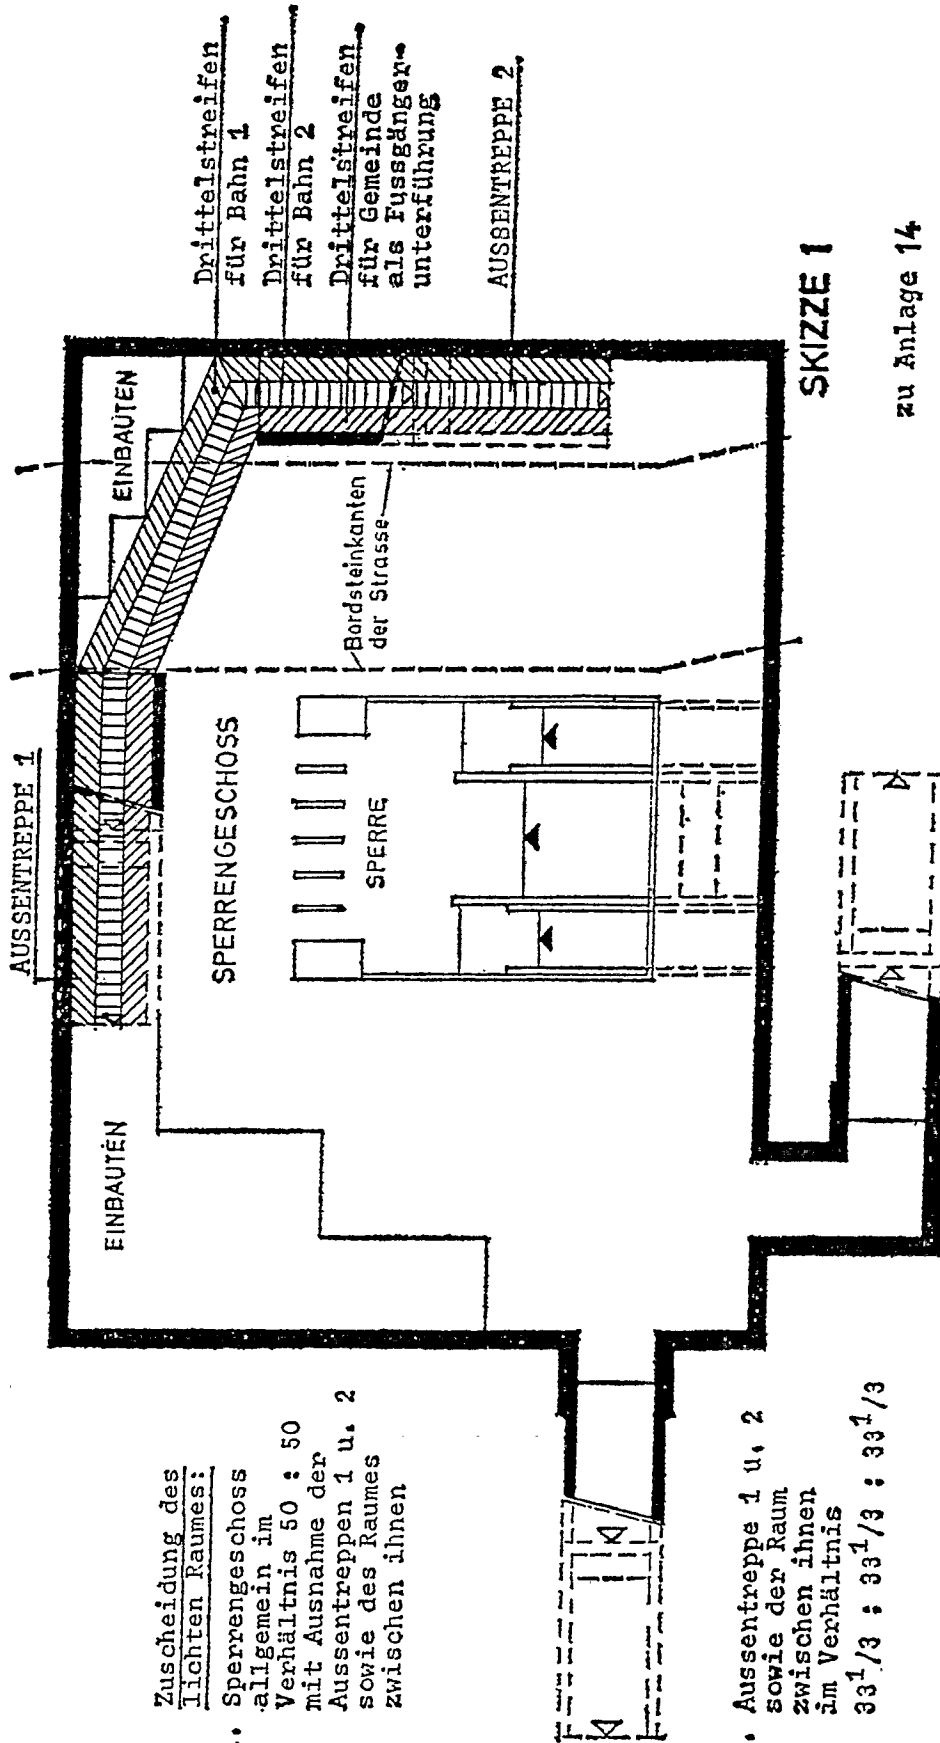 Zuscheidung des
lichten Raumes:
• Sperrengeschoss
allgemein im
Verhältnis 50 : 50
mit Ausnahme der
Aussentreppen 1 u. 2
sowie des Raumes
zwischen ihnen
• Aussentreppe 1 u. 2
sowie der Raum
zwischen ihnen
im Verhältnis
33 1/3 : 33 1/3 : 33 1/3
AUSSENTREPPE 1
EINBAUTEN
EINBAUTEN
SPERRENGESCHOSS
SPERRE
Bordsteinkanten
der Strasse
Drittelstreifen
für Bahn 1
Drittelstreifen
für Bahn 2
Drittelstreifen
für Gemeinde
als Fussgänger-
unterführung
AUSSENTREPPE 2
SKIZZE 1
zu Anlage 14